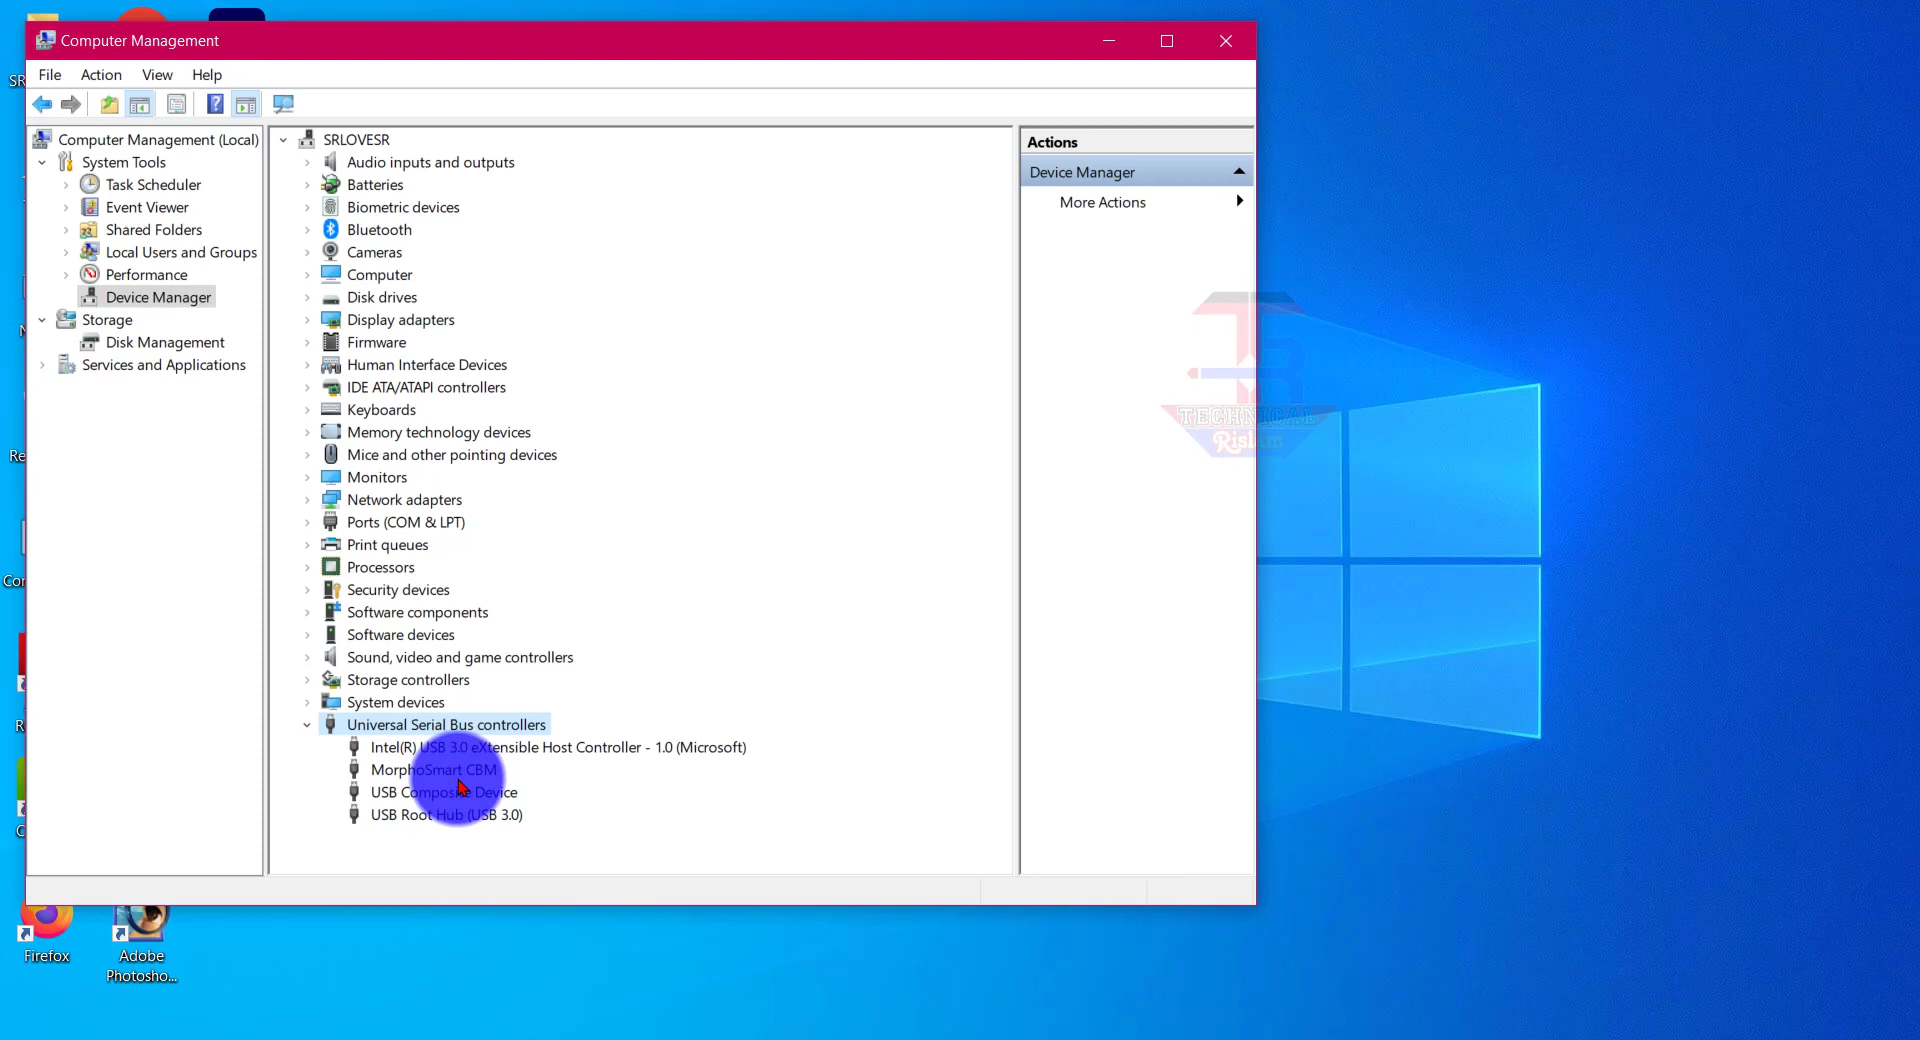 Computer Management
File Action View Help
Computer Management (Local)
System Tools
Task Scheduler
Event Viewer
Shared Folders
Local Users and Groups
Performance
Device Manager
Storage
Disk Management
Services and Applications
SRLOVESR
Audio inputs and outputs
Batteries
Biometric devices
Bluetooth
Cameras
Computer
Disk drives
Display adapters
Firmware
Human Interface Devices
IDE ATA/ATAPI controllers
Keyboards
Memory technology devices
Mice and other pointing devices
Monitors
Network adapters
Ports (COM & LPT)
Print queues
Processors
Security devices
Software components
Software devices
Sound, video and game controllers
Storage controllers
System devices
Universal Serial Bus controllers
Intel(R) USB 3.0 eXtensible Host Controller - 1.0 (Microsoft)
MorphoSmart CBM
USB Composite Device
USB Root Hub (USB 3.0)
Actions
Device Manager
More Actions
TECHNICAL
Firefox
Adobe
Photosho...